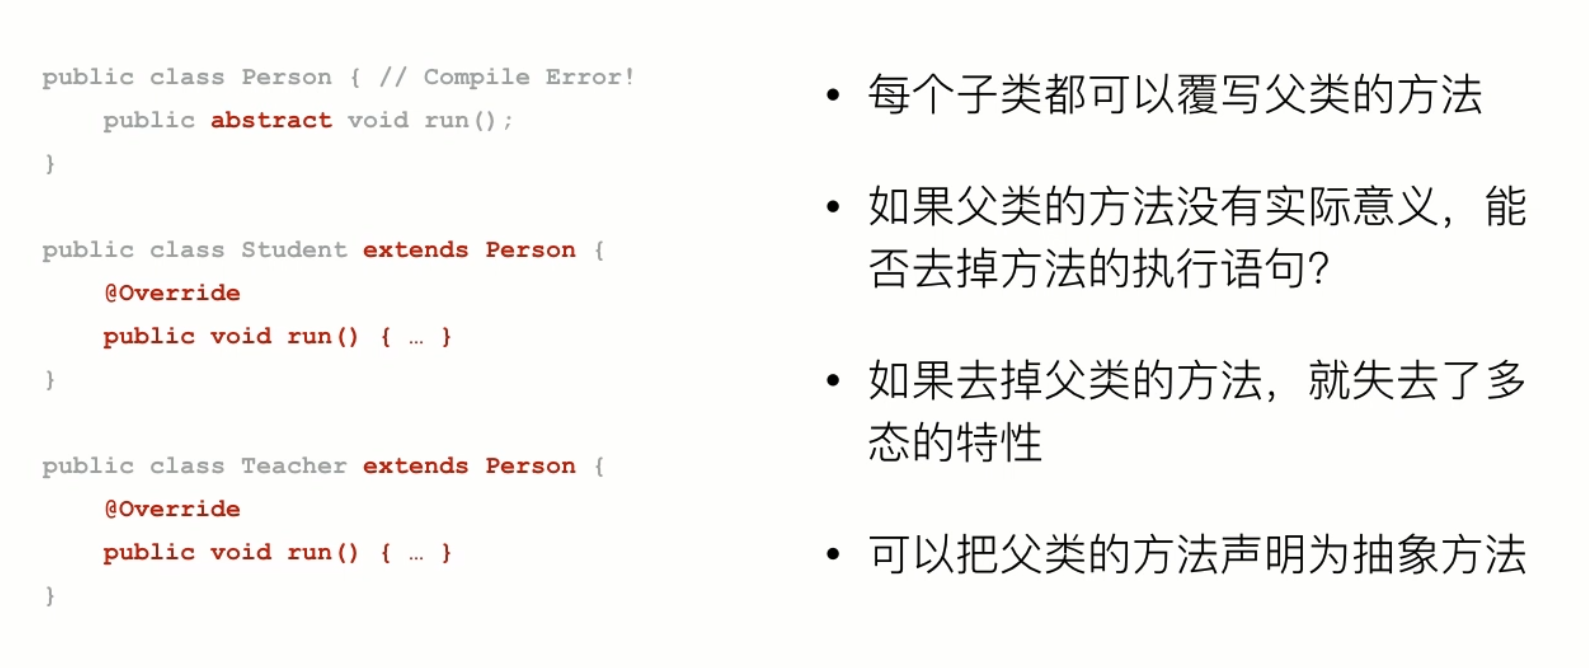 public class Person { // Compile Error!
public abstract void run();
}
public class Student extends Person {
@Override
public void run() { … }
}
public class Teacher extends Person {
@Override
public void run() { … }
}
• 每个子类都可以覆写父类的方法
• 如果父类的方法没有实际意义，能
否去掉方法的执行语句？
• 如果去掉父类的方法，就失去了多
态的特性
• 可以把父类的方法声明为抽象方法